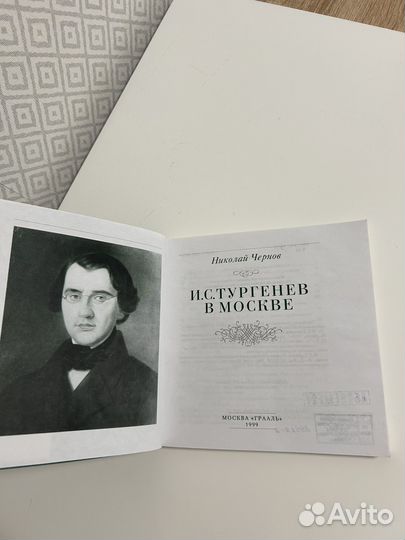 Николай Чернов
И.С.ТУРГЕНЕВ
В МОСКВЕ
МОСКВА «ГРААЛЬ»
1999
Avito